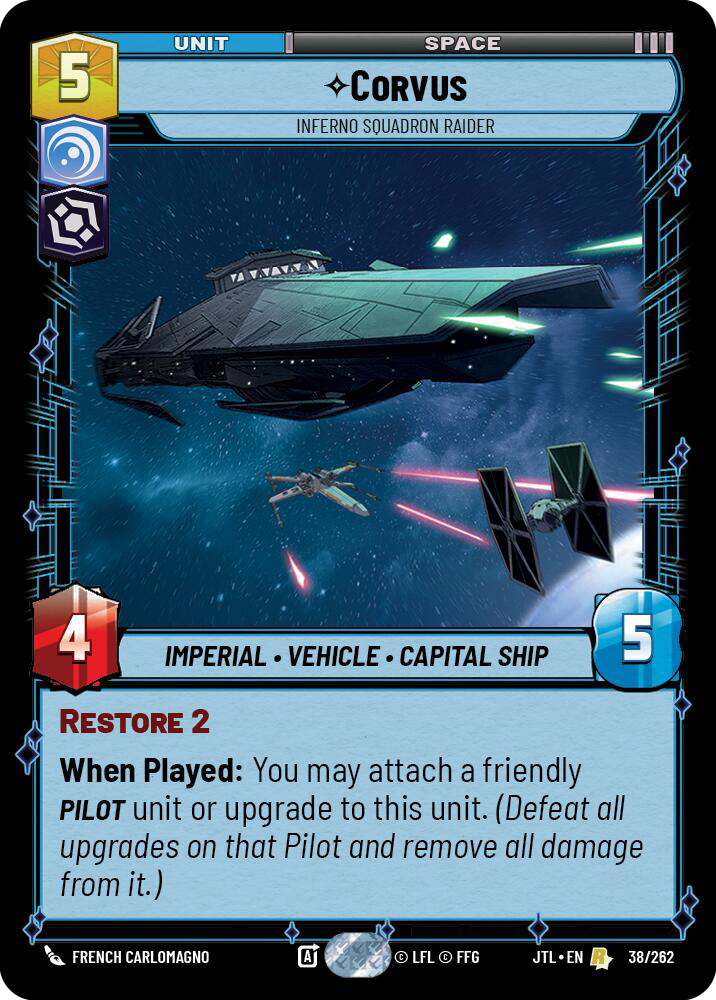 UNIT SPACE
5
CORVUS
INFERNO SQUADRON RAIDER
4
IMPERIAL • VEHICLE • CAPITAL SHIP
5
RESTORE 2
When Played: You may attach a friendly
PILOT unit or upgrade to this unit. (Defeat all
upgrades on that Pilot and remove all damage
from it.)
FRENCH CARLOMAGNO A © LFL © FFG JTL • EN R 38/262